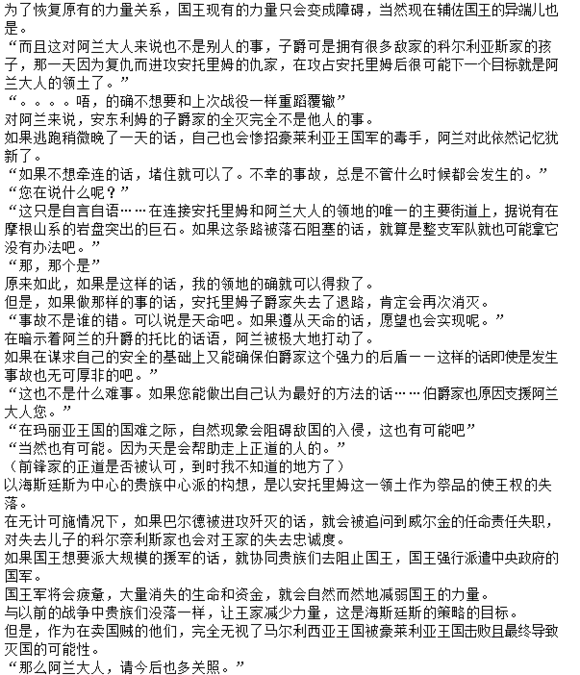 为了恢复原有的力量关系，国王现有的力量只会变成障碍，当然现在辅佐国王的异端儿也
是。
“而且这对阿兰大人来说也不是别人的事，子爵可是拥有很多敌家的科尔利亚斯家的孩
子，那一天因为复仇而进攻安托里姆的仇家，在攻占安托里姆后很可能下一个目标就是阿
兰大人的领土了。”
“。。。。唔，的确不想要和上次战役一样重蹈覆辙”
对阿兰来说，安东利姆的子爵家的全灭完全不是他人的事。
如果逃跑稍微晚了一天的话，自己也会惨招豪莱利亚王国军的毒手，阿兰对此依然记忆犹
新了。
“如果不想牵连的话，堵住就可以了。不幸的事故，总是不管什么时候都会发生的。”
“您在说什么呢？”
“这只是自言自语……在连接安托里姆和阿兰大人的领地的唯一的主要街道上，据说有在
摩根山系的岩盘突出的巨石。如果这条路被落石阻塞的话，就算是整支军队就也可能拿它
没有办法吧。”
“那，那个是”
原来如此，如果是这样的话，我的领地的确就可以得救了。
但是，如果做那样的事的话，安托里姆子爵家失去了退路，肯定会再次消灭。
“事故不是谁的错。可以说是天命吧。如果遵从天命的话，愿望也会实现呢。”
在暗示着阿兰的升爵的托比的话语，阿兰被极大地打动了。
如果在谋求自己的安全的基础上又能确保伯爵家这个强力的后盾－－这样的话即使是发生
事故也无可厚非的吧。”
“这也不是什么难事。如果您能做出自己认为最好的方法的话……伯爵家也原因支援阿兰
大人您。”
“在玛丽亚王国的国难之际，自然现象会阻碍敌国的入侵，这也有可能吧”
“当然也有可能。因为天是会帮助走上正道的人的。”
（前锋家的正道是否被认可，到时我不知道的地方了）
以海斯廷斯为中心的贵族中心派的构想，是以安托里姆这一领土作为祭品的使王权的失
落。
在无计可施情况下，如果巴尔德被进攻歼灭的话，就会被追问到威尔金的任命责任失职，
对失去儿子的科尔奈利斯家也会对王家的失去忠诚度。
如果国王想要派大规模的援军的话，就协同贵族们去阻止国王，国王强行派遣中央政府的
国军。
国王军将会疲惫，大量消失的生命和资金，就会自然而然地减弱国王的力量。
与以前的战争中贵族们没落一样，让王家减少力量，这是海斯廷斯的策略的目标。
但是，作为在卖国贼的他们，完全无视了马尔利西亚王国被豪莱利亚王国击败且最终导致
灭国的可能性。
“那么阿兰大人，请今后也多关照。”